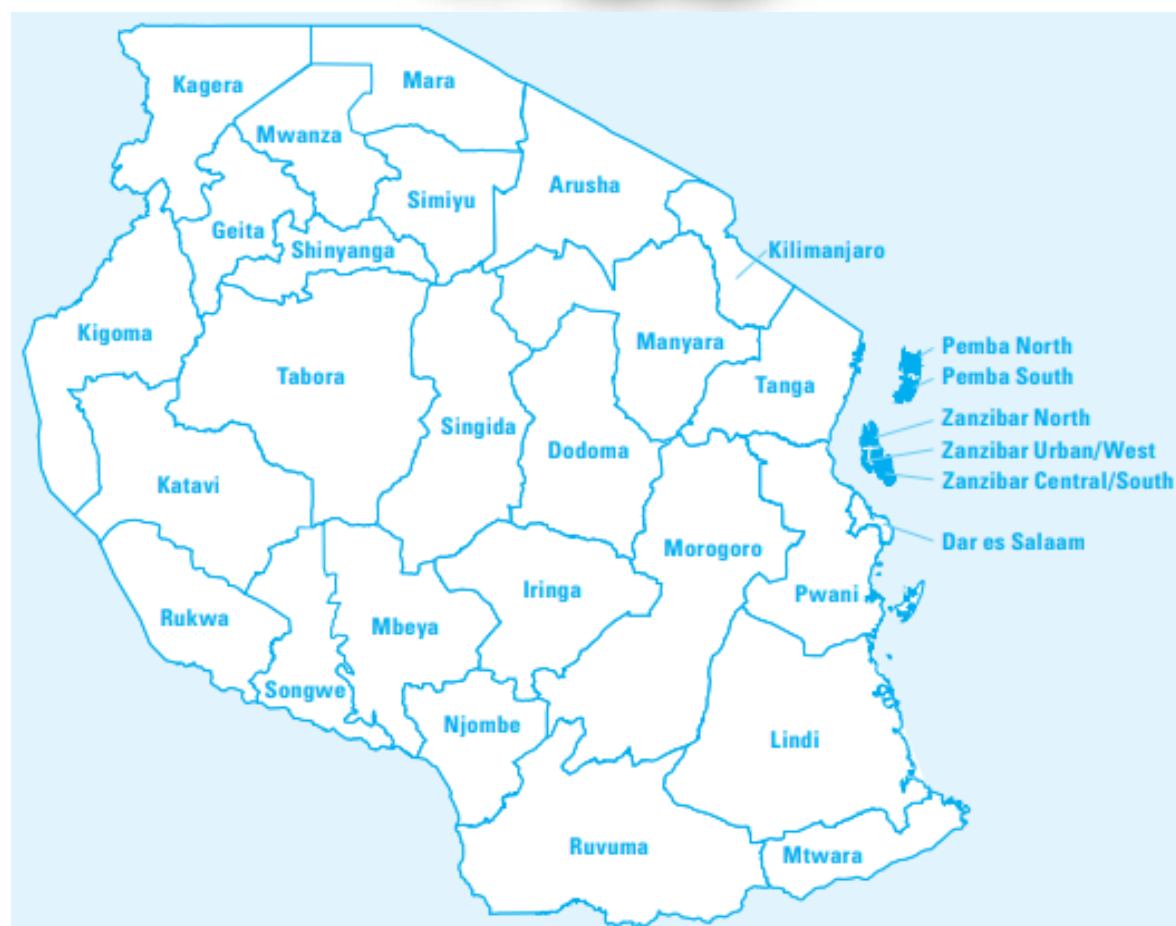 Kagera
Mara
Mwanza
Arusha
Simiyu
Geita
Shinyanga
Kilimanjaro
Kigoma
Manyara
Pemba North
Tabora
Pemba South
Tanga
Zanzibar North
Singida
Dodoma
Zanzibar Urban/West
Katavi
Zanzibar Central/South
Dar es Salaam
Morogoro
Iringa
Pwani
Rukwa
Mbeya
Songwe
Njombe
Lindi
Ruvuma
Mtwara